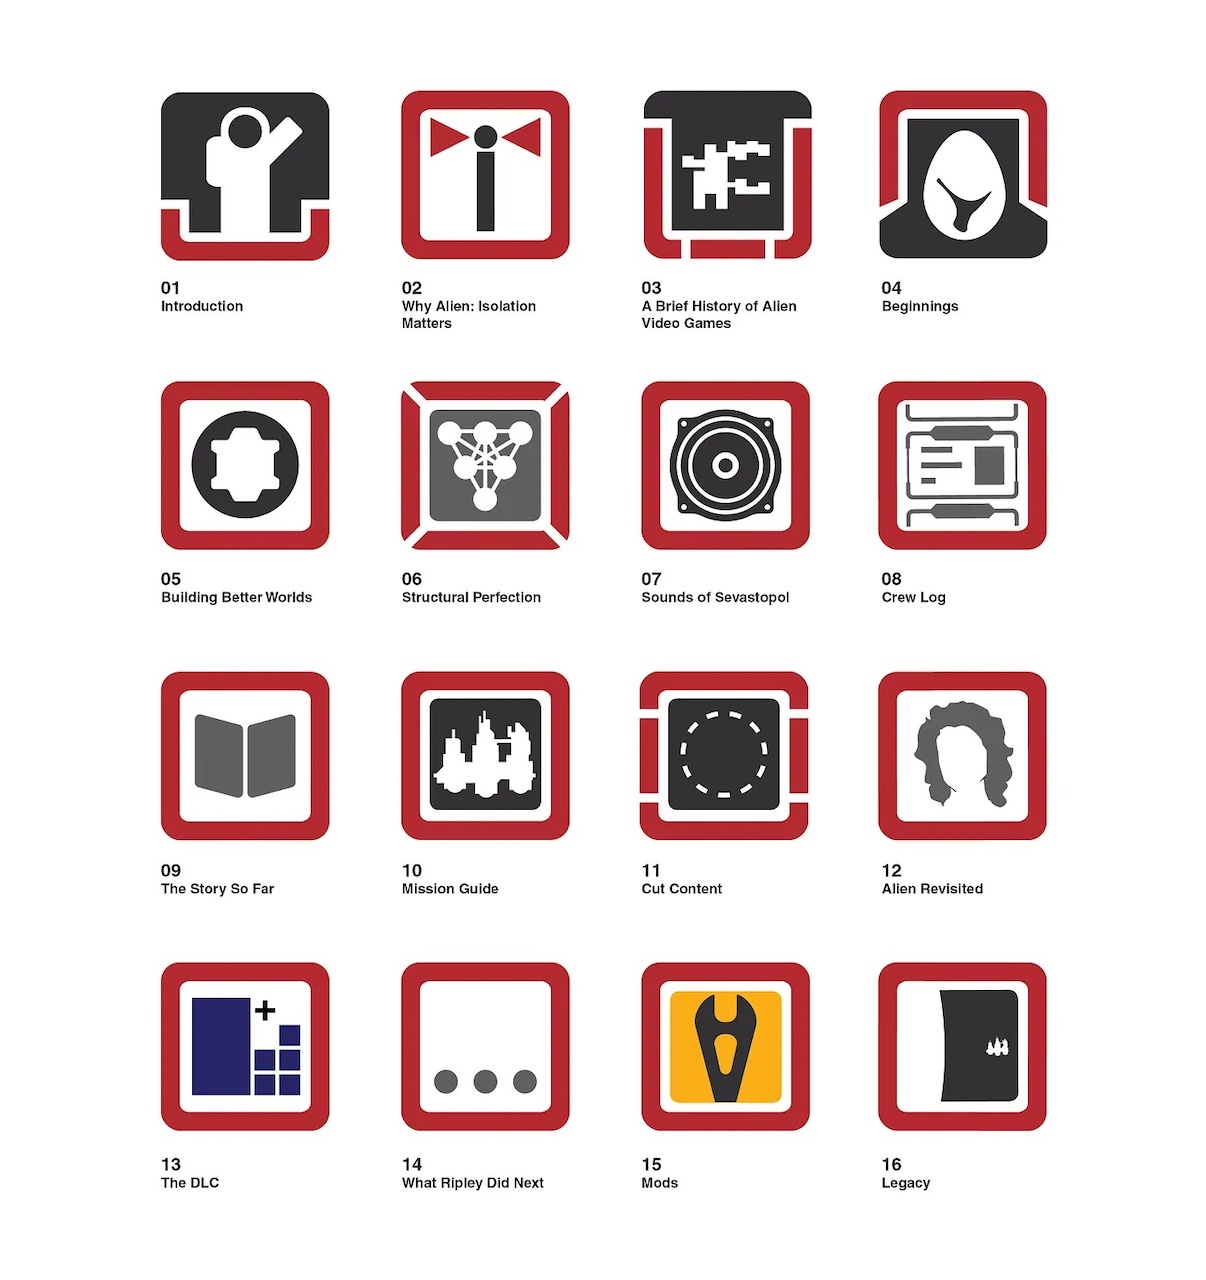 01
Introduction
02
Why Alien: Isolation
Matters
03
A Brief History of Alien
Video Games
04
Beginnings
05
Building Better Worlds
06
Structural Perfection
07
Sounds of Sevastopol
08
Crew Log
09
The Story So Far
10
Mission Guide
11
Cut Content
12
Alien Revisited
13
The DLC
14
What Ripley Did Next
15
Mods
16
Legacy